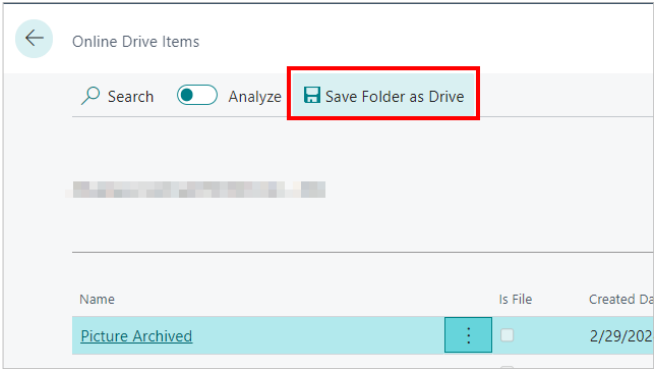 Online Drive Items
Search Analyze Save Folder as Drive
Name Is File Created Da
Picture Archived 2/29/202